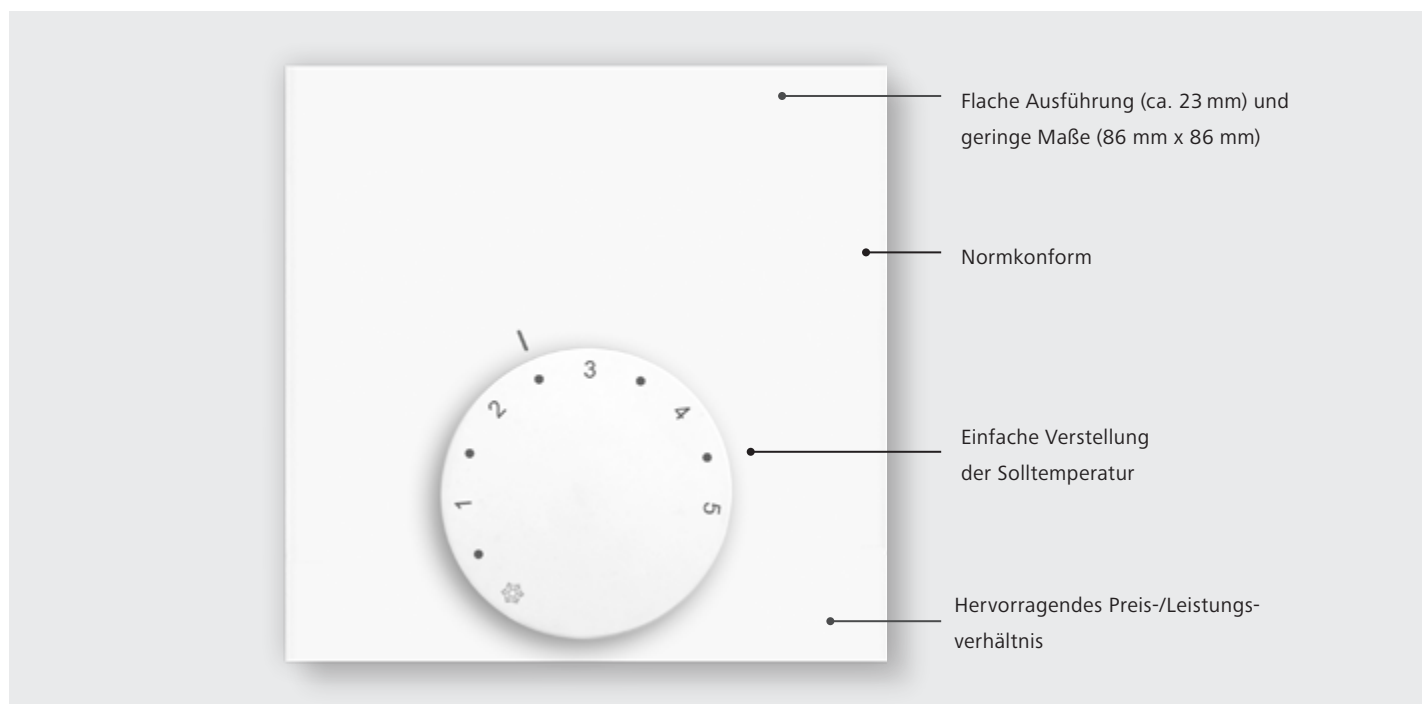 Flache Ausführung (ca. 23 mm) und
geringe Maße (86 mm x 86 mm)
Normkonform
3
2
4
Einfache Verstellung
der Solltemperatur
1
5
Hervorragendes Preis-/Leistungs-
verhältnis